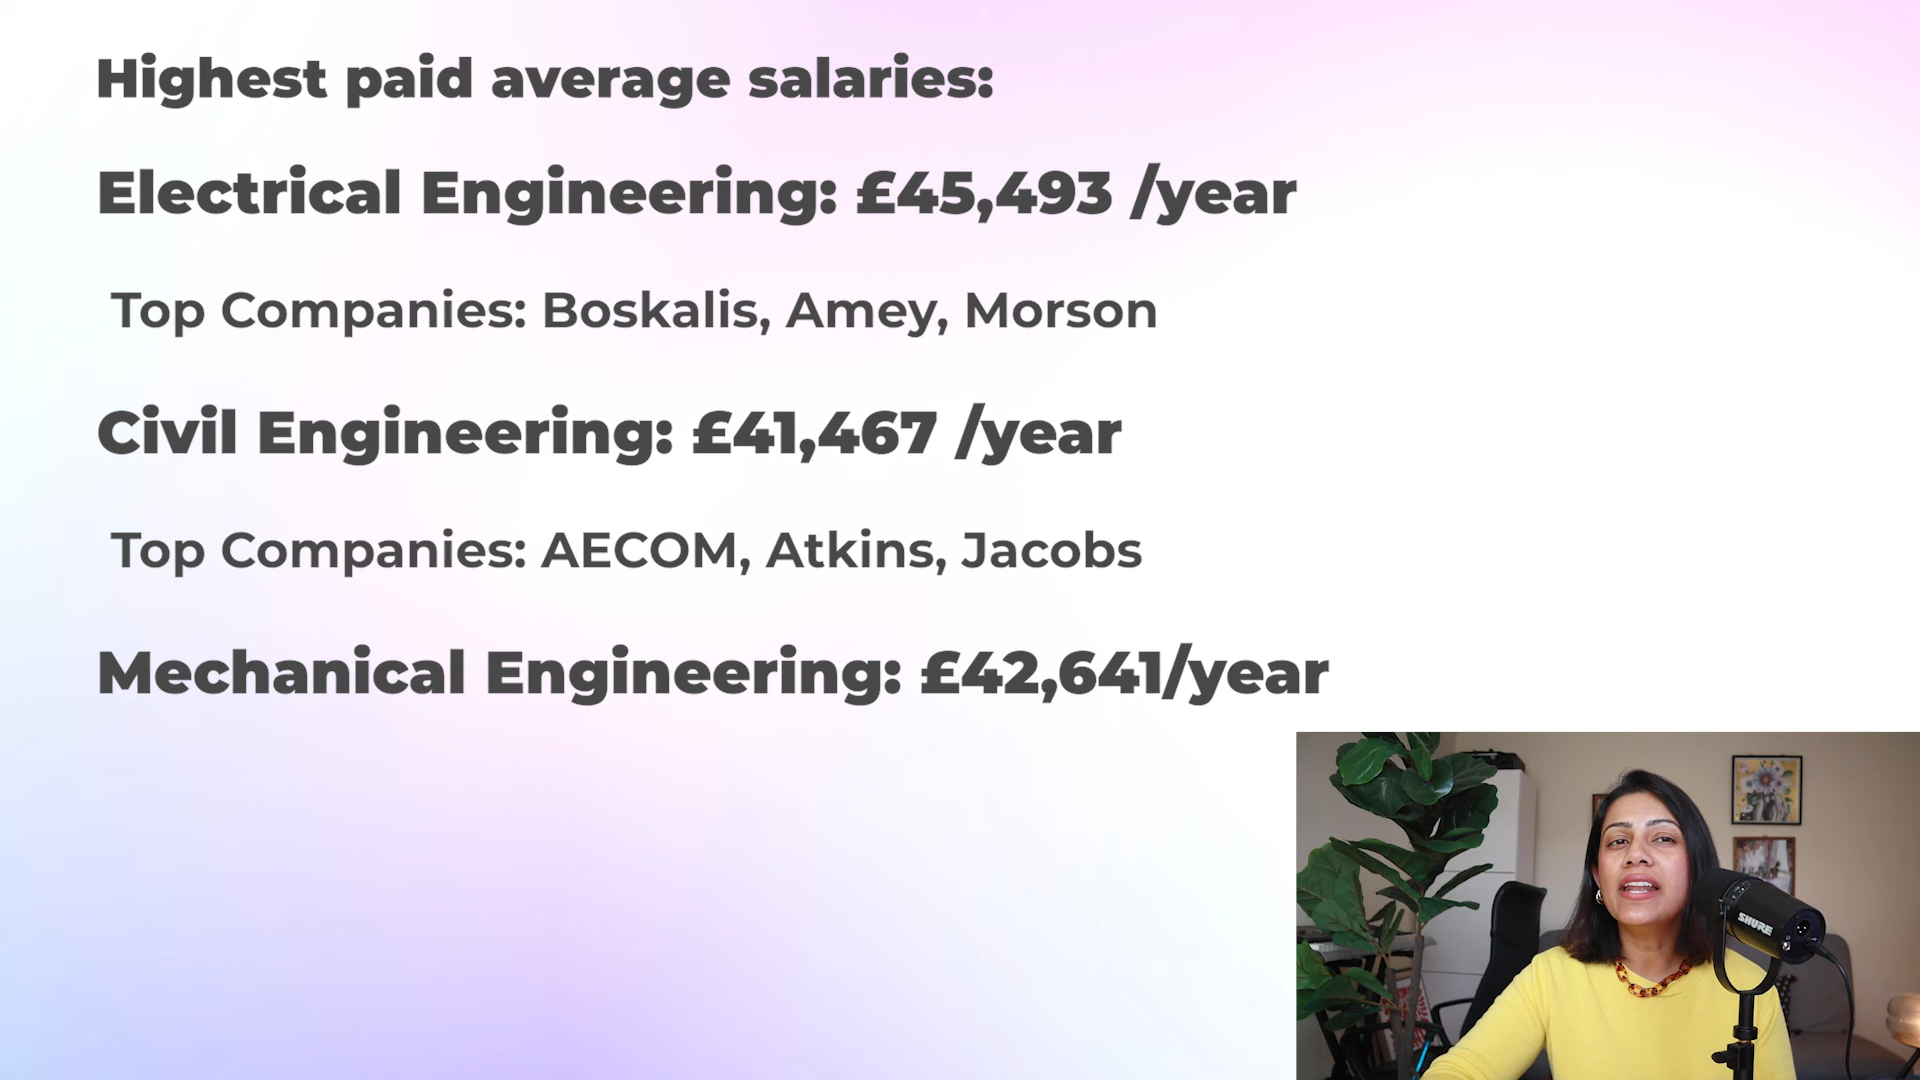 Highest paid average salaries:
Electrical Engineering: £45,493 /year
Top Companies: Boskalis, Amey, Morson
Civil Engineering: £41,467 /year
Top Companies: AECOM, Atkins, Jacobs
Mechanical Engineering: £42,641/year
SHURE